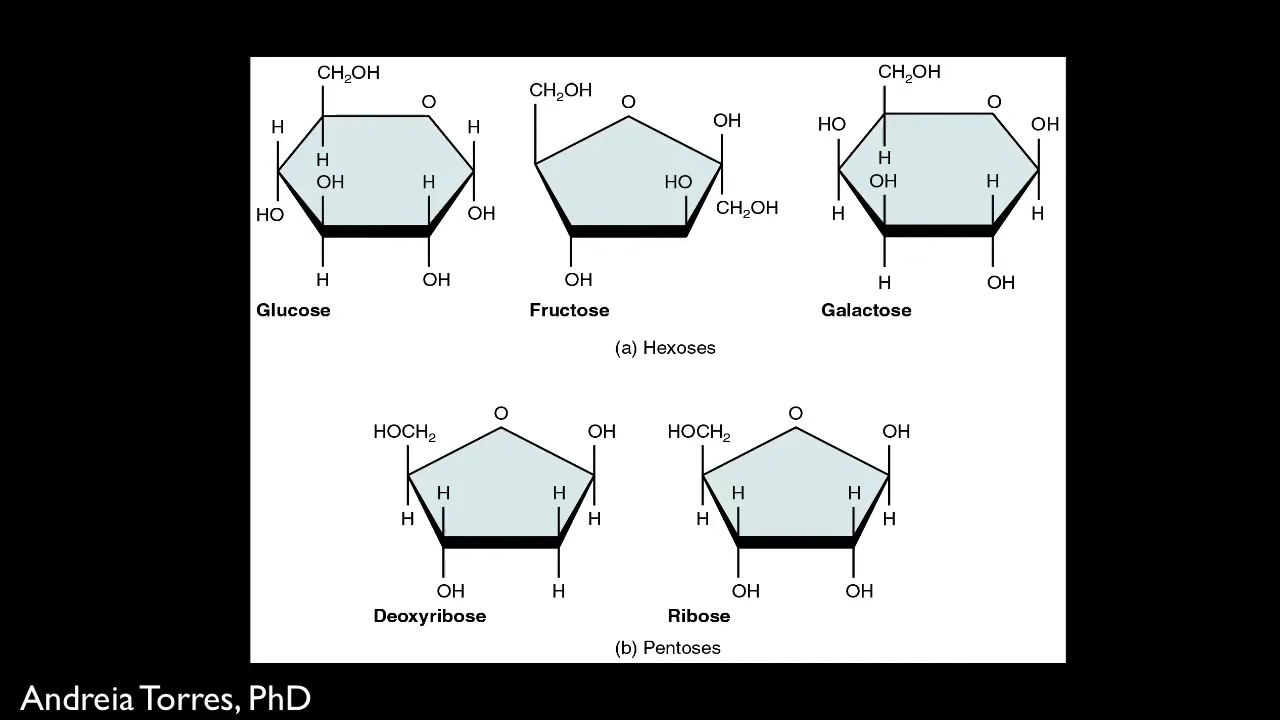 CH₂OH
O
H
H
H
OH
H
HO
OH
H
OH
Glucose
CH₂OH
O
OH
HO
CH₂OH
OH
Fructose
CH₂OH
O
HO
OH
H
OH
H
H
H
H
OH
Galactose
(a) Hexoses
HOCH₂
O
OH
H
H
H
H
OH
H
Deoxyribose
HOCH₂
O
OH
H
H
H
H
OH
OH
Ribose
(b) Pentoses
Andreia Torres, PhD